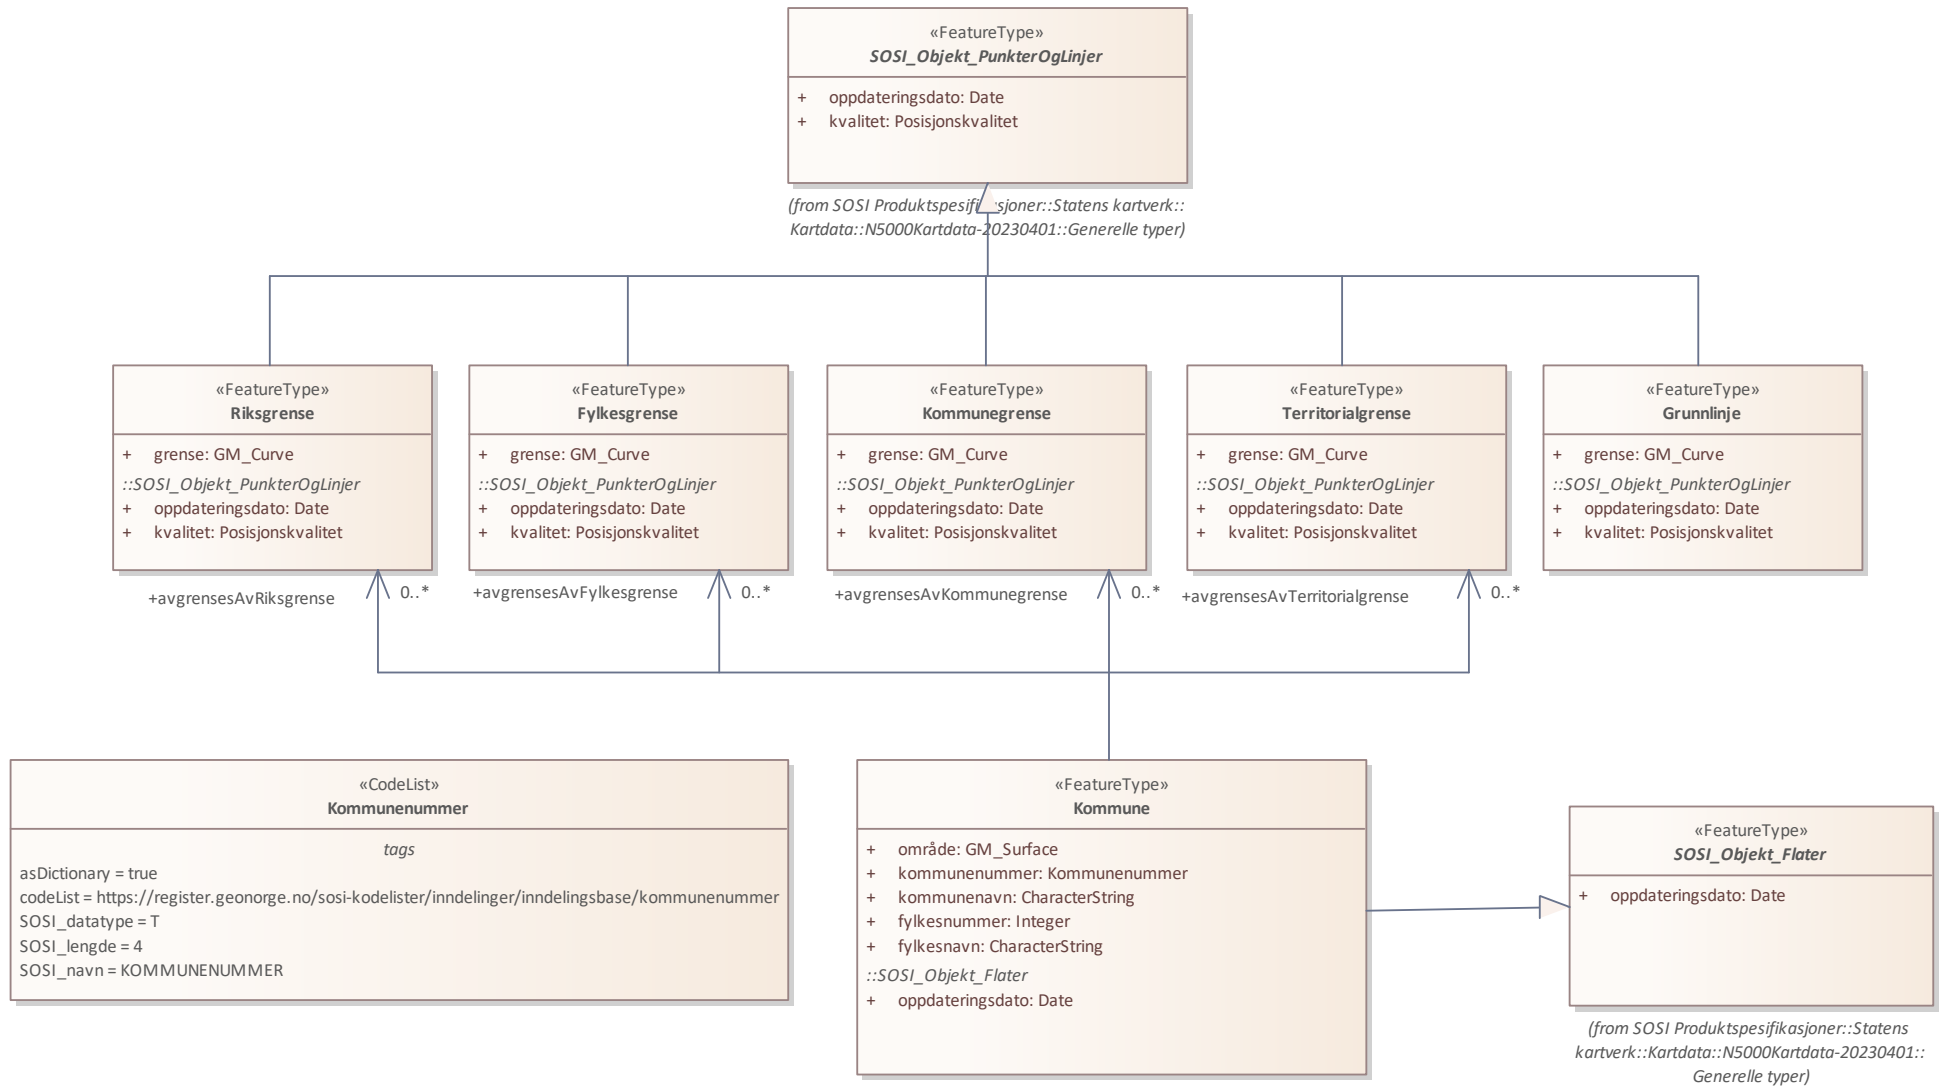 «FeatureType»
SOSI_Objekt_PunkterOgLinjer
+ oppdateringsdato: Date
+ kvalitet: Posisjonskvalitet
(from SOSI Produktspesifikasjoner::Statens kartverk::
Kartdata::N5000Kartdata-20230401::Generelle typer)
«FeatureType»
Riksgrense
+ grense: GM_Curve
::SOSI_Objekt_PunkterOgLinjer
+ oppdateringsdato: Date
+ kvalitet: Posisjonskvalitet
«FeatureType»
Fylkesgrense
+ grense: GM_Curve
::SOSI_Objekt_PunkterOgLinjer
+ oppdateringsdato: Date
+ kvalitet: Posisjonskvalitet
«FeatureType»
Kommunegrense
+ grense: GM_Curve
::SOSI_Objekt_PunkterOgLinjer
+ oppdateringsdato: Date
+ kvalitet: Posisjonskvalitet
«FeatureType»
Territorialgrense
+ grense: GM_Curve
::SOSI_Objekt_PunkterOgLinjer
+ oppdateringsdato: Date
+ kvalitet: Posisjonskvalitet
«FeatureType»
Grunnlinje
+ grense: GM_Curve
::SOSI_Objekt_PunkterOgLinjer
+ oppdateringsdato: Date
+ kvalitet: Posisjonskvalitet
+avgrensesAvRiksgrense
0..*
+avgrensesAvFylkesgrense
0..*
+avgrensesAvKommunegrense
0..*
+avgrensesAvTerritorialgrense
0..*
«CodeList»
Kommunenummer
tags
asDictionary = true
codeList = https://register.geonorge.no/sosi-kodelister/inndelinger/inndelingsbase/kommunenummer
SOSI_datatype = T
SOSI_lengde = 4
SOSI_navn = KOMMUNENUMMER
«FeatureType»
Kommune
+ område: GM_Surface
+ kommunenummer: Kommunenummer
+ kommunenavn: CharacterString
+ fylkesnummer: Integer
+ fylkesnavn: CharacterString
::SOSI_Objekt_Flater
+ oppdateringsdato: Date
«FeatureType»
SOSI_Objekt_Flater
+ oppdateringsdato: Date
(from SOSI Produktspesifikasjoner::Statens
kartverk::Kartdata::N5000Kartdata-20230401::
Generelle typer)